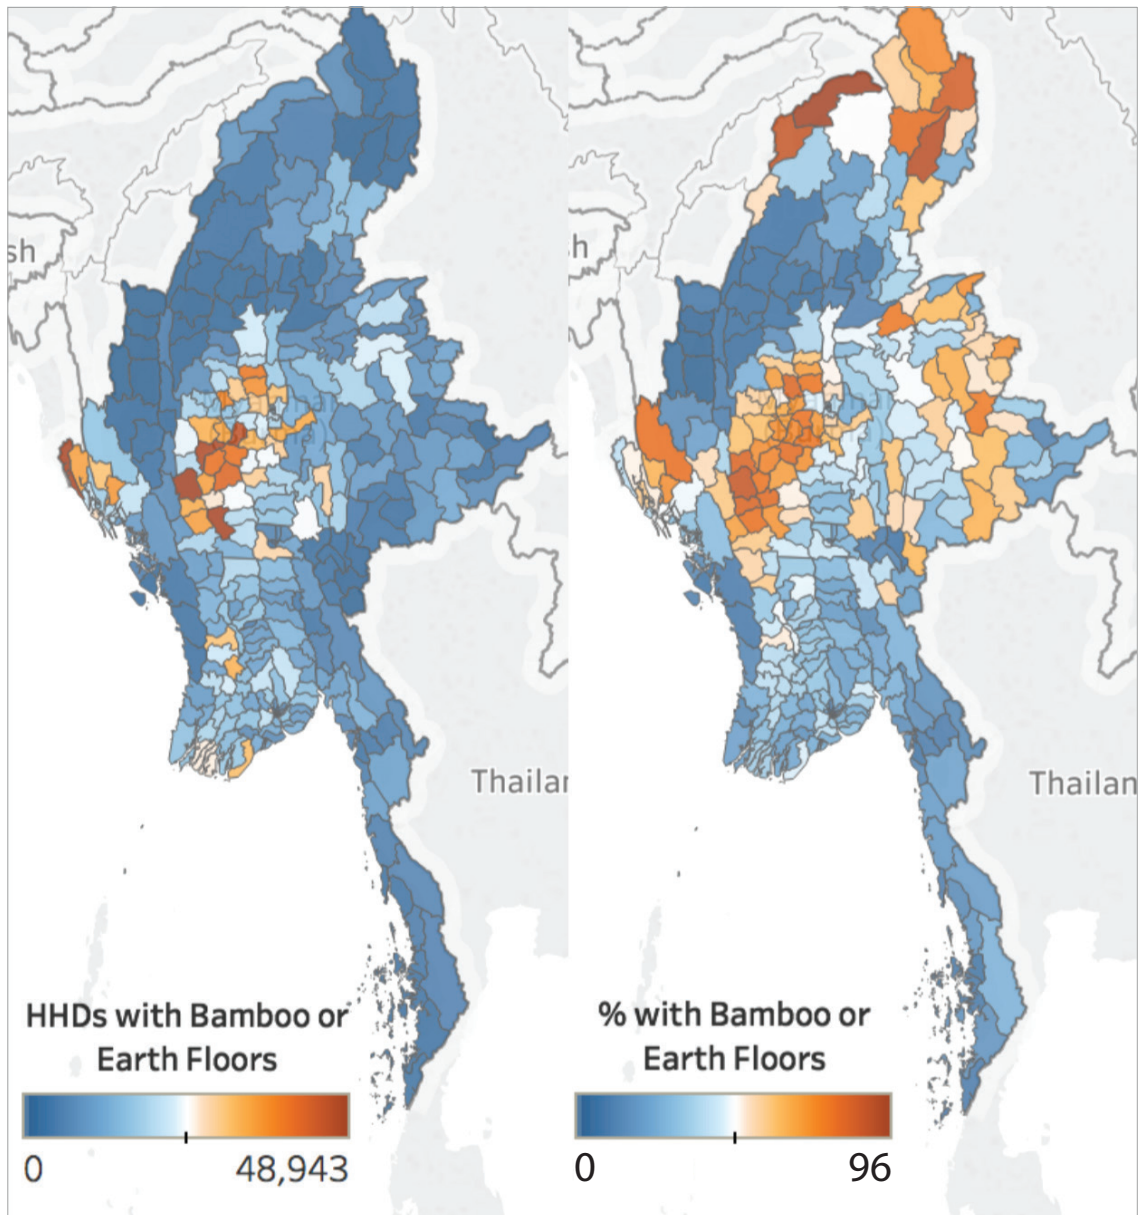 sh
h
Thailan
Thailan
HHDs with Bamboo or
Earth Floors
0
48,943
% with Bamboo or
Earth Floors
0
96